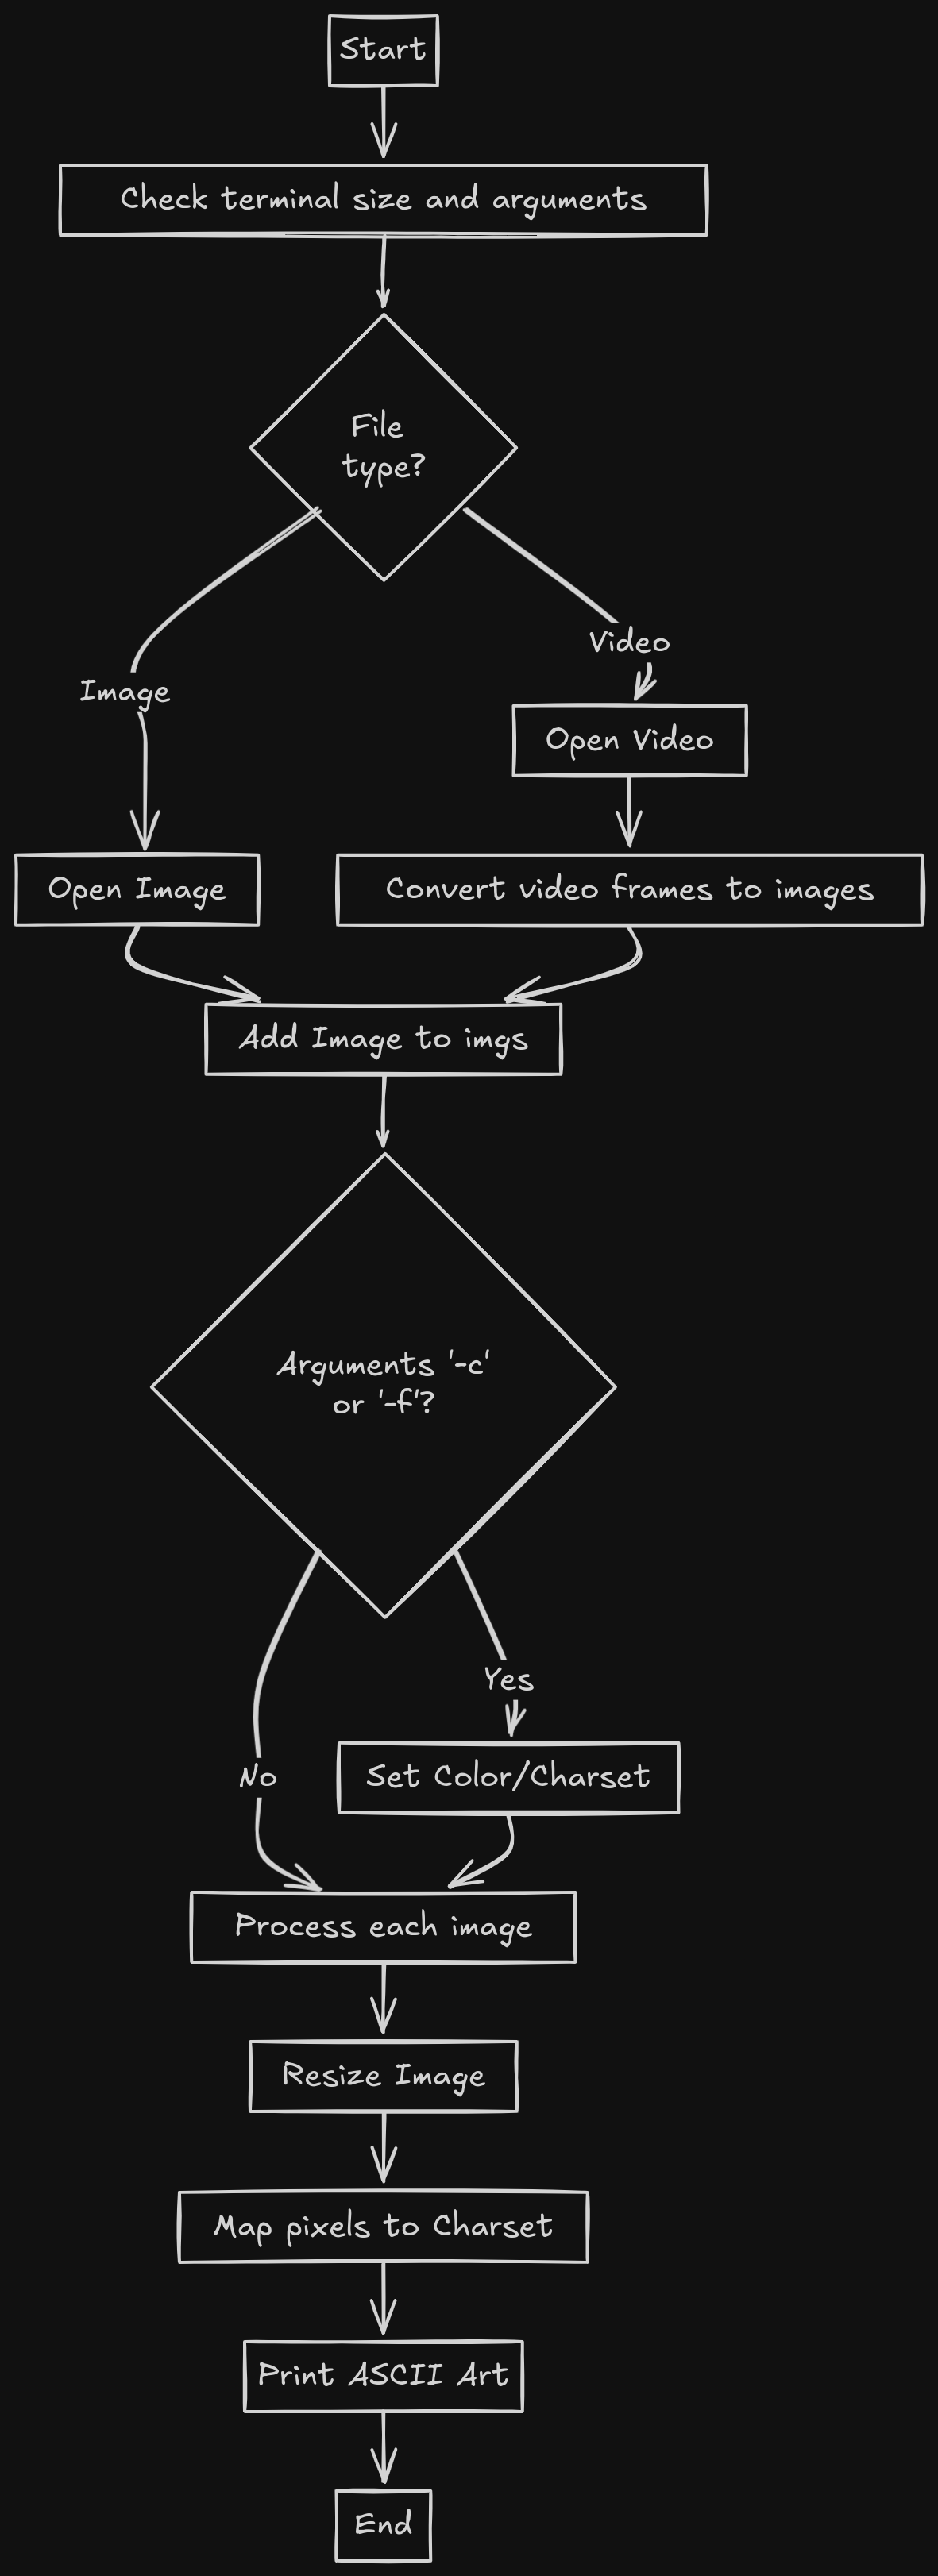 Start
Check terminal size and arguments
File
type?
Video
Image
Open Video
Open Image
Convert video frames to images
Add Image to imgs
Arguments '-c'
or '-f'?
Yes
No
Set Color/Charset
Process each image
Resize Image
Map pixels to Charset
Print ASCII Art
End